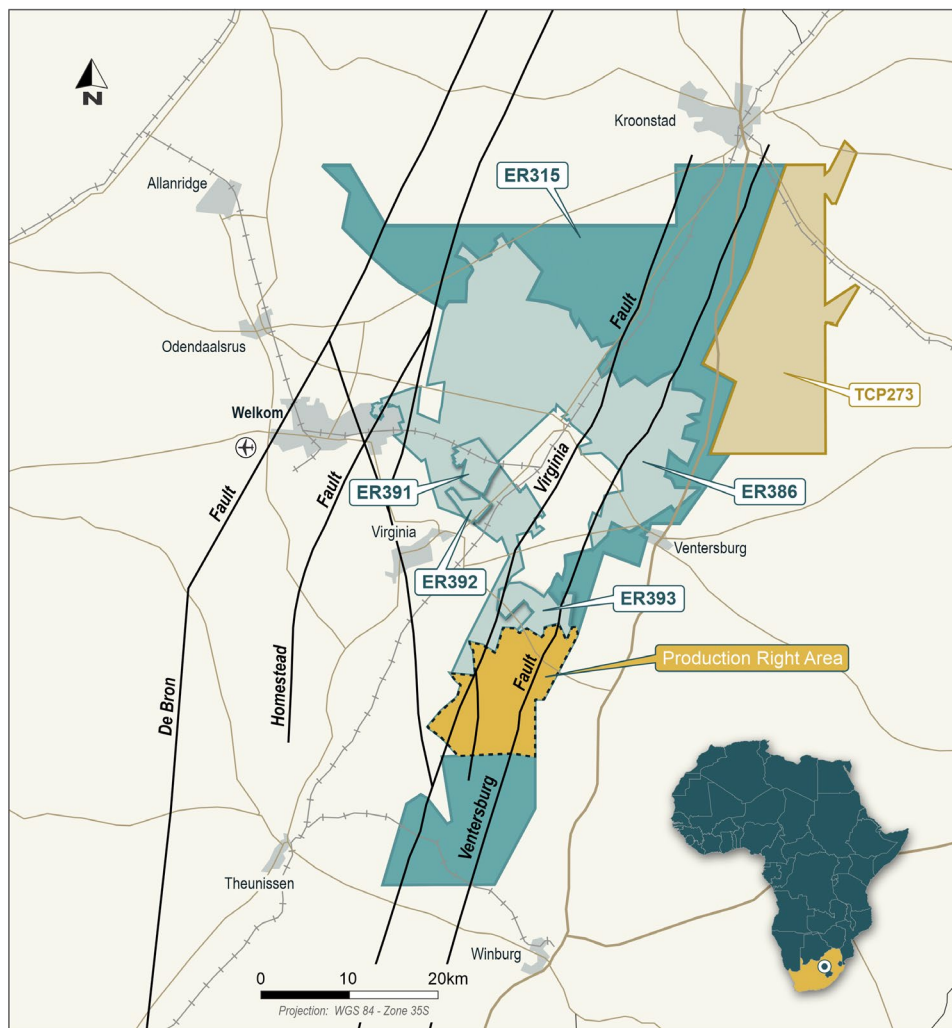 N
Kroonstad
Allanridge
ER315
Fault
Odendaalsrus
TCP273
Welkom
Fault
Fault
Virginia
ER391
ER386
Virginia
Ventersburg
ER392
ER393
Production Right Area
Fault
De Bron
Homestead
Ventersburg
Theunissen
Winburg
0 10 20km
Projection: WGS 84 - Zone 35S